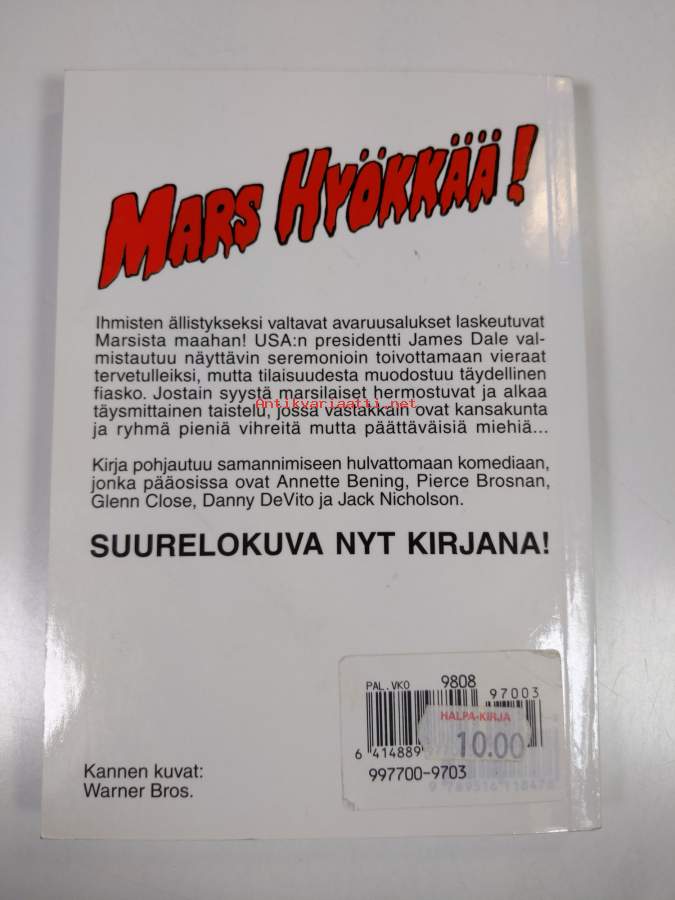 MARS HYÖKKÄÄ!
Ihmisten ällistykseksi valtavat avaruusalukset laskeutuvat
Marsista maahan! USA:n presidentti James Dale val-
mistautuu näyttävin seremonioin toivottamaan vieraat
tervetulleiksi, mutta tilaisuudesta muodostuu täydellinen
fiasko. Jostain syystä marsilaiset hermostuvat ja alkaa
Antikvariaatti.net
täysmittainen taistelu, jossa vastakkain ovat kansakunta
ja ryhmä pieniä vihreitä mutta päättäväisiä miehiä...
Kirja pohjautuu samannimiseen hulvattomaan komediaan,
jonka pääosissa ovat Annette Bening, Pierce Brosnan,
Glenn Close, Danny DeVito ja Jack Nicholson.
SUURELOKUVA NYT KIRJANA!
PAL.VKO 9808
97003
HALPA-KIRJA
10.00
6 414889
997700-9703
Kannen kuvat:
Warner Bros.